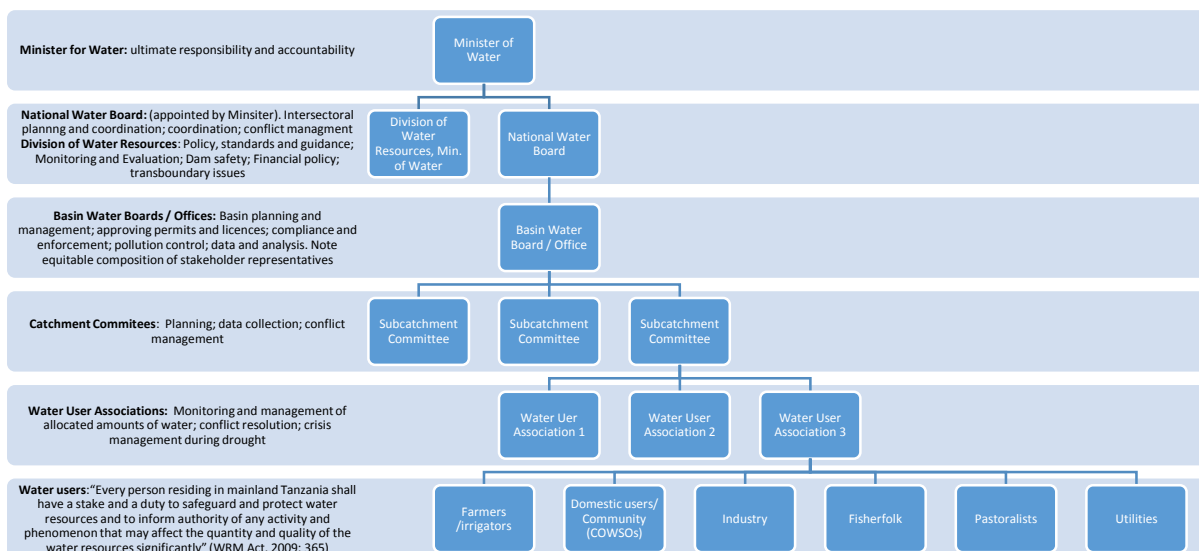 Minister for Water: ultimate responsibility and accountability
Minister of
Water
National Water Board: (appointed by Minsiter). Intersectoral
plannng and coordination; coordination; conflict managment
Division of Water Resources: Policy, standards and guidance;
Monitoring and Evaluation; Dam safety; Financial policy;
transboundary issues
Division of
Water
Resources, Min.
of Water
National Water
Board
Basin Water Boards / Offices: Basin planning and
management; approving permits and licences; compliance and
enforcement; pollution control; data and analysis. Note
equitable composition of stakeholder representatives
Basin Water
Board / Office
Catchment Commitees: Planning; data collection; conflict
management
Subcatchment
Committee
Subcatchment
Committee
Subcatchment
Committee
Water User Associations: Monitoring and management of
allocated amounts of water; conflict resolution; crisis
management during drought
Water Uer
Association 1
Water User
Association 2
Water User
Association 3
Water users:“Every person residing in mainland Tanzania shall
have a stake and a duty to safeguard and protect water
resources and to inform authority of any activity and
phenomenon that may affect the quantity and quality of the
water resources significantly” (WRM Act, 2009: 365)
Farmers
/irrigators
Domestic users/
Community
(COWSOs)
Industry
Fisherfolk
Pastoralists
Utilities